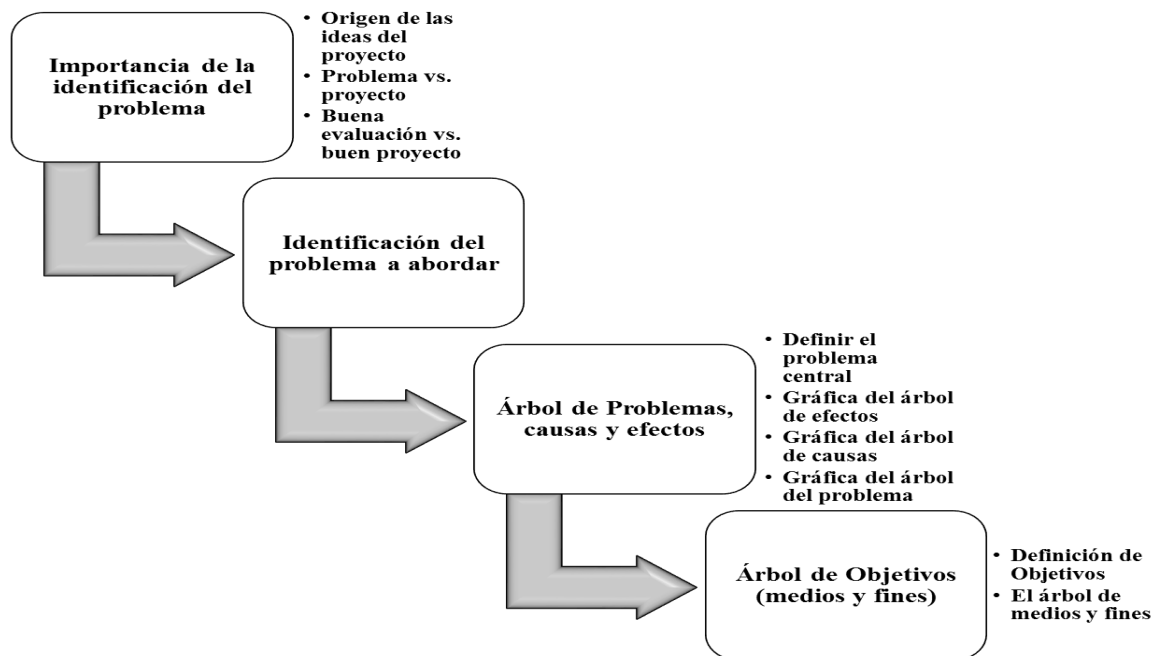 Importancia de la
identificación del
problema
• Origen de las
ideas del
proyecto
• Problema vs.
proyecto
• Buena
evaluación vs.
buen proyecto
Identificación del
problema a abordar
Árbol de Problemas,
causas y efectos
• Definir el
problema
central
• Gráfica del árbol
de efectos
• Gráfica del árbol
de causas
• Gráfica del árbol
del problema
Árbol de Objetivos
(medios y fines)
• Definición de
Objetivos
• El árbol de
medios y fines